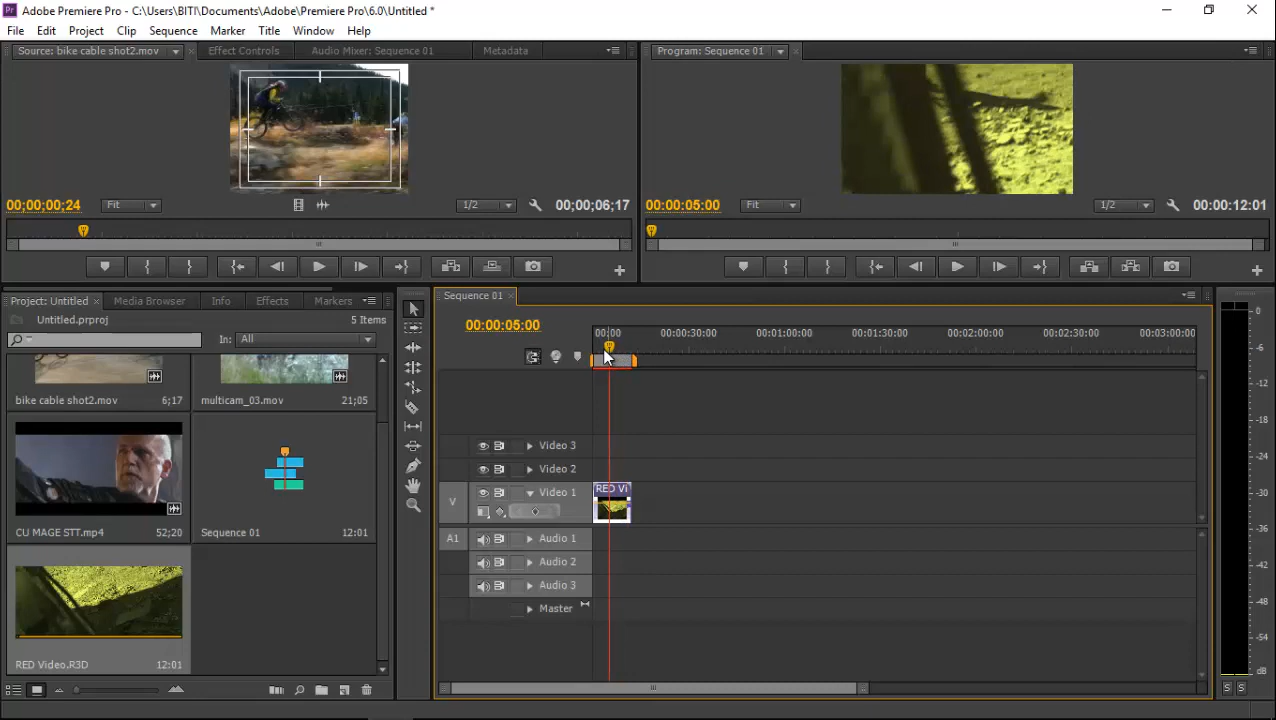 Pr Adobe Premiere Pro - C:\Users\BITI\Documents\Adobe\Premiere Pro\6.0\Untitled *
File Edit Project Clip Sequence Marker Title Window Help
Source: bike cable shot2.mov Effect Controls Audio Mixer: Sequence 01 Metadata
Program: Sequence 01
00;00;00;24 Fit 1/2 00;00;06;17
00:00:05:00 Fit 1/2 00:00:12:01
Project: Untitled Media Browser Info Effects Markers
Untitled.prproj 5 Items
In: All
bike cable shot2.mov 6;17
multicam_03.mov 21;05
CU MAGE STT.mp4 52;20
Sequence 01 12:01
RED Video.R3D 12:01
Sequence 01
00:00:05:00
00:00 00:00:30:00 00:01:00:00 00:01:30:00 00:02:00:00 00:02:30:00 00:03:00:00
Video 3
Video 2
V Video 1 RED Vi
A1 Audio 1
Audio 2
Audio 3
Master
0
-6
-12
-18
-24
-30
-36
-42
-48
-54
dB
S S